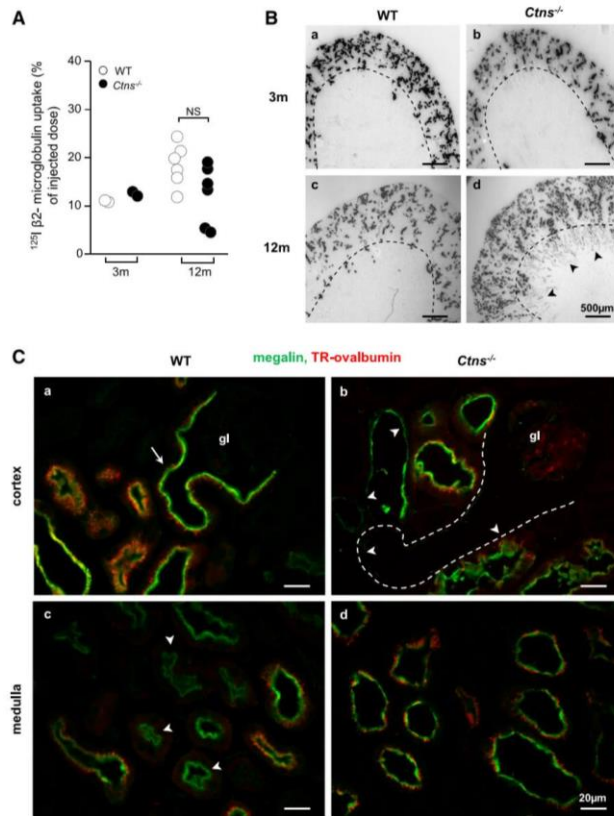 A
WT
Ctns-/-
NS
40
30
20
10
0
3m
12m
125I β2- microglobulin uptake (% of injected dose)
B
WT
Ctns-/-
3m
a
b
12m
c
d
500µm
C
WT
megalin, TR-ovalbumin
Ctns-/-
cortex
a
gl
b
gl
medulla
c
d
20µm